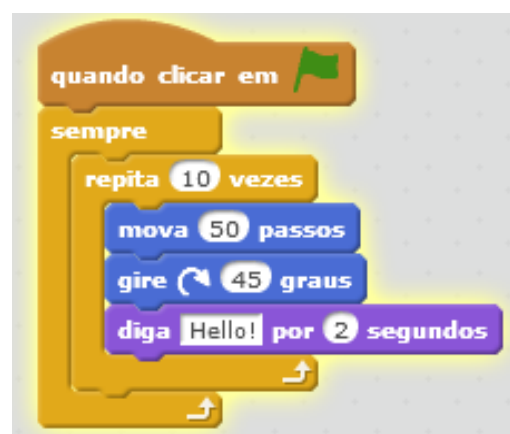 quando clicar em
sempre
repita 10 vezes
mova 50 passos
gire 45 graus
diga Hello! por 2 segundos